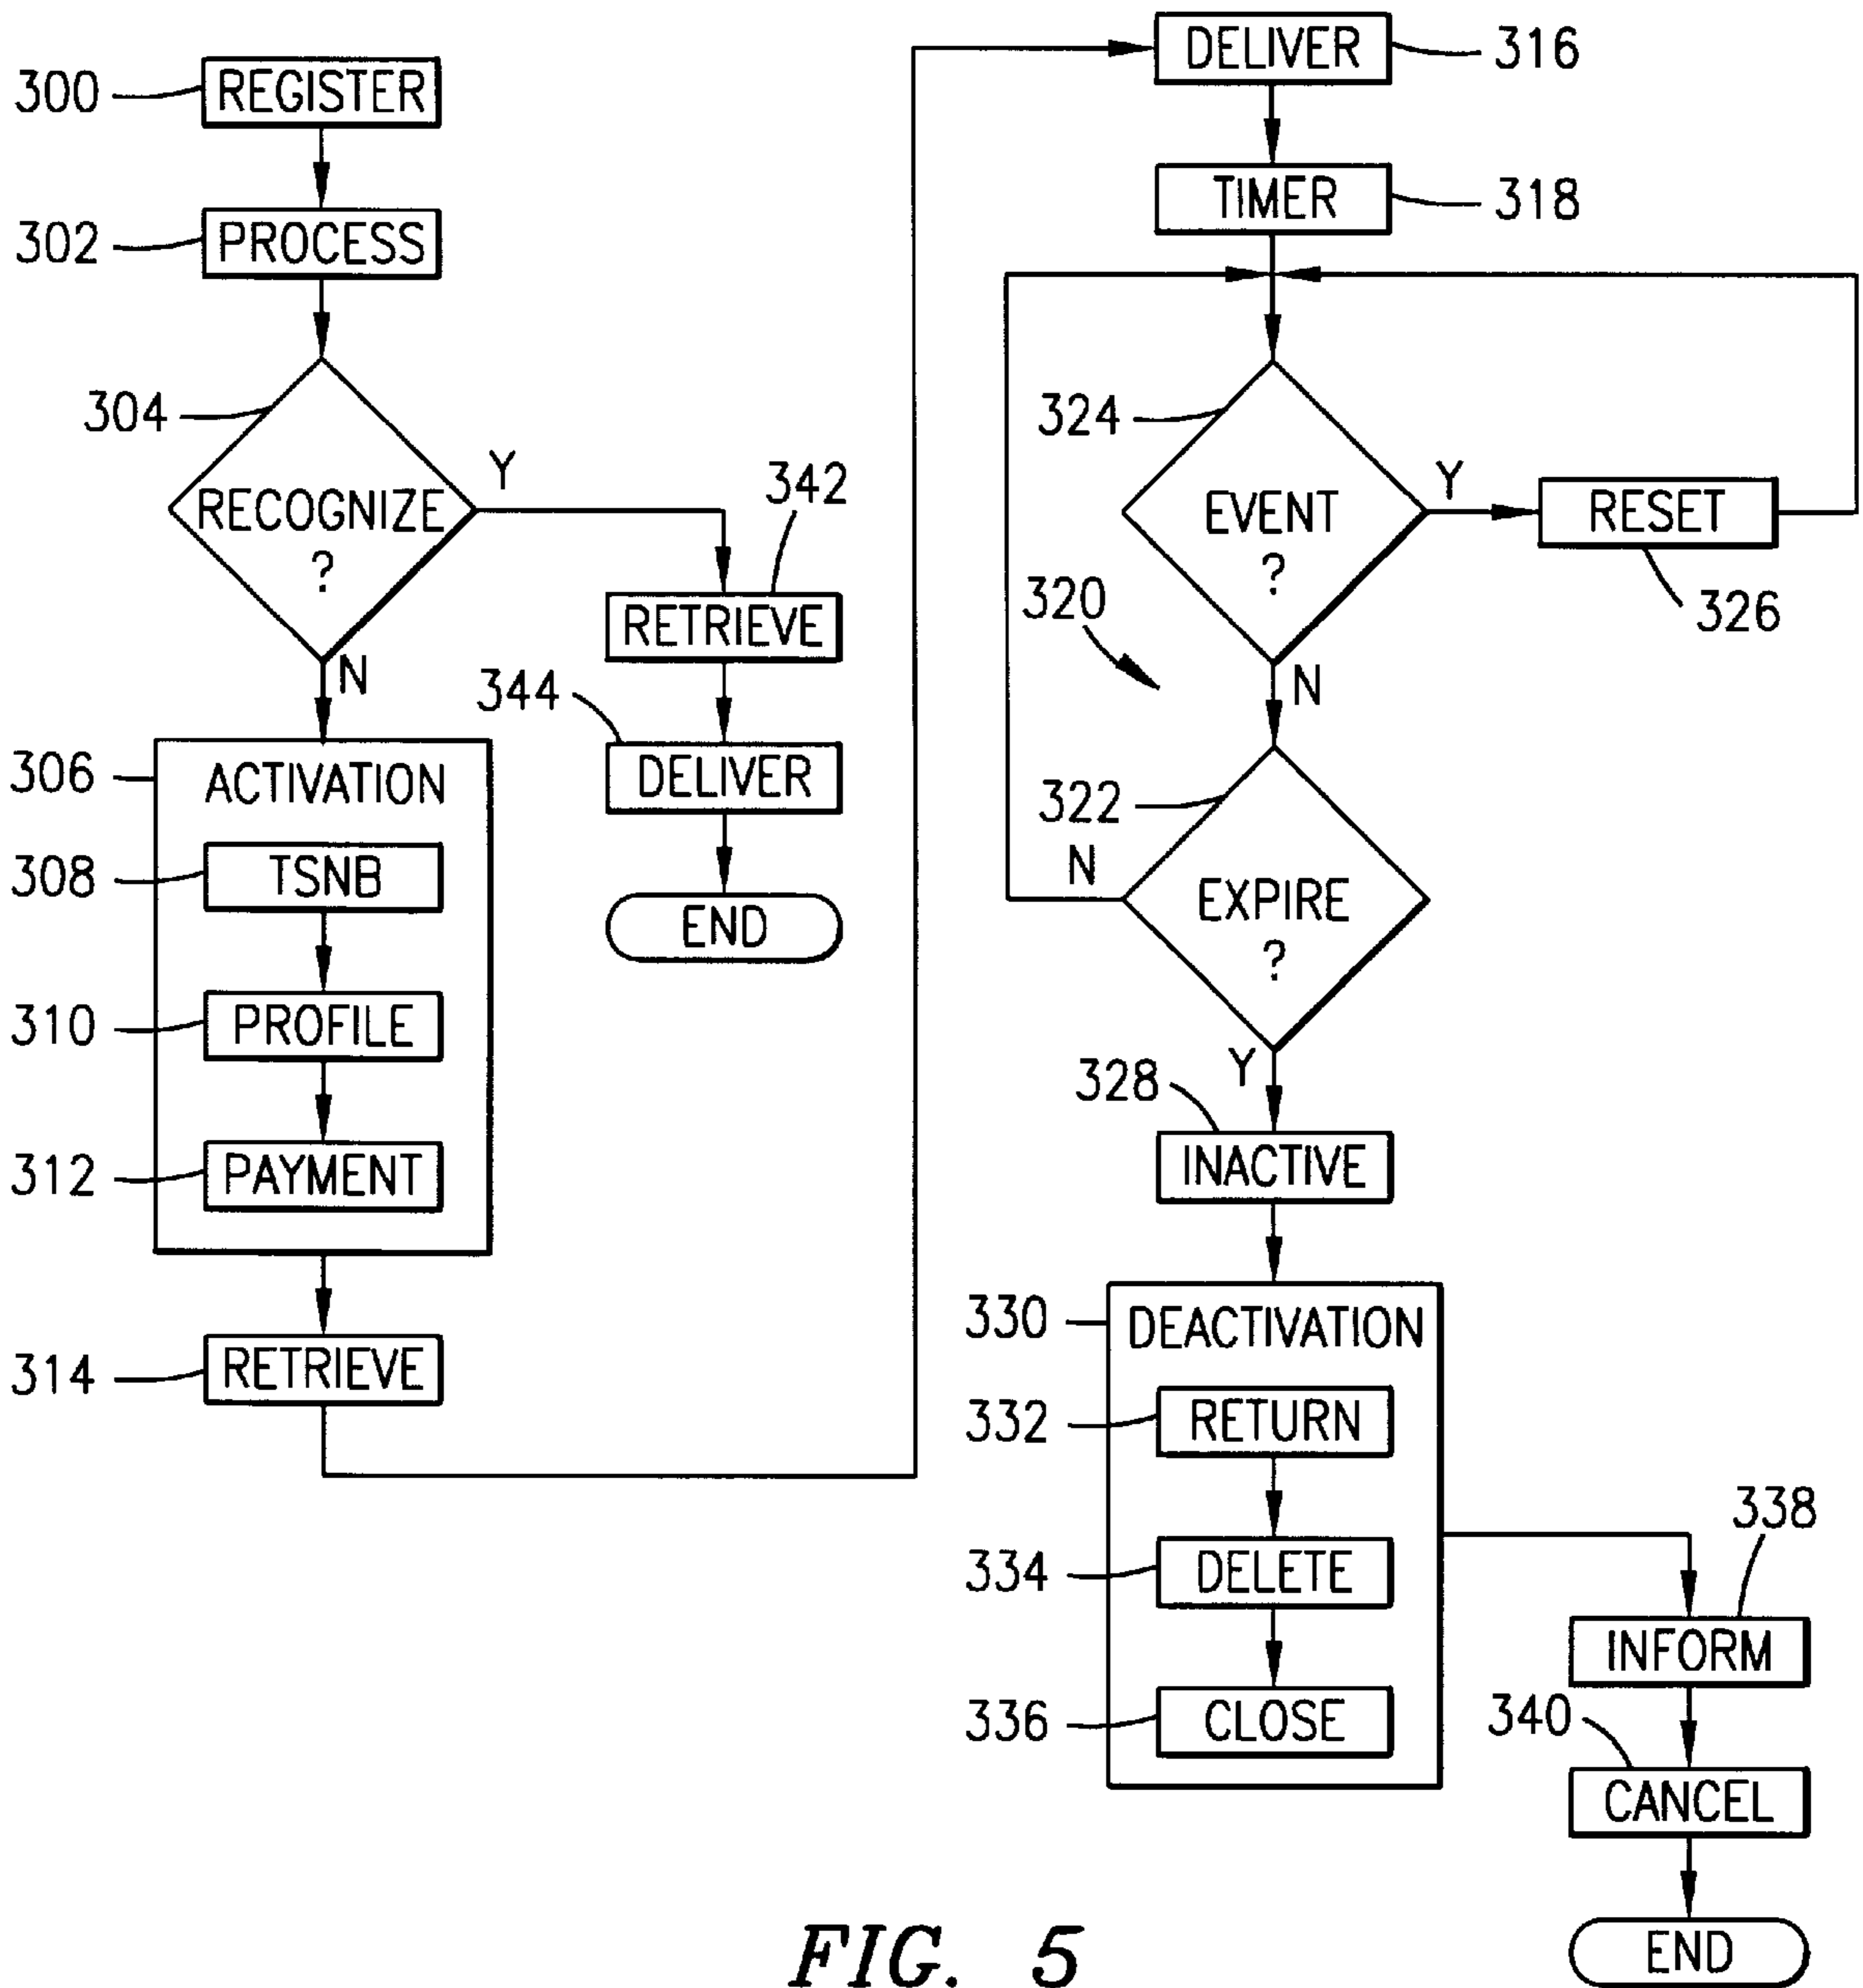 300 REGISTER
302 PROCESS
304
RECOGNIZE
?
Y
N
342
RETRIEVE
344
DELIVER
END
306 ACTIVATION
308 TSNB
310 PROFILE
312 PAYMENT
314 RETRIEVE
DELIVER 316
TIMER 318
324
EVENT
?
Y
RESET
326
320
N
322
N
EXPIRE
?
Y
328
INACTIVE
330 DEACTIVATION
332 RETURN
334 DELETE
336 CLOSE
338
INFORM
340
CANCEL
END
FIG. 5